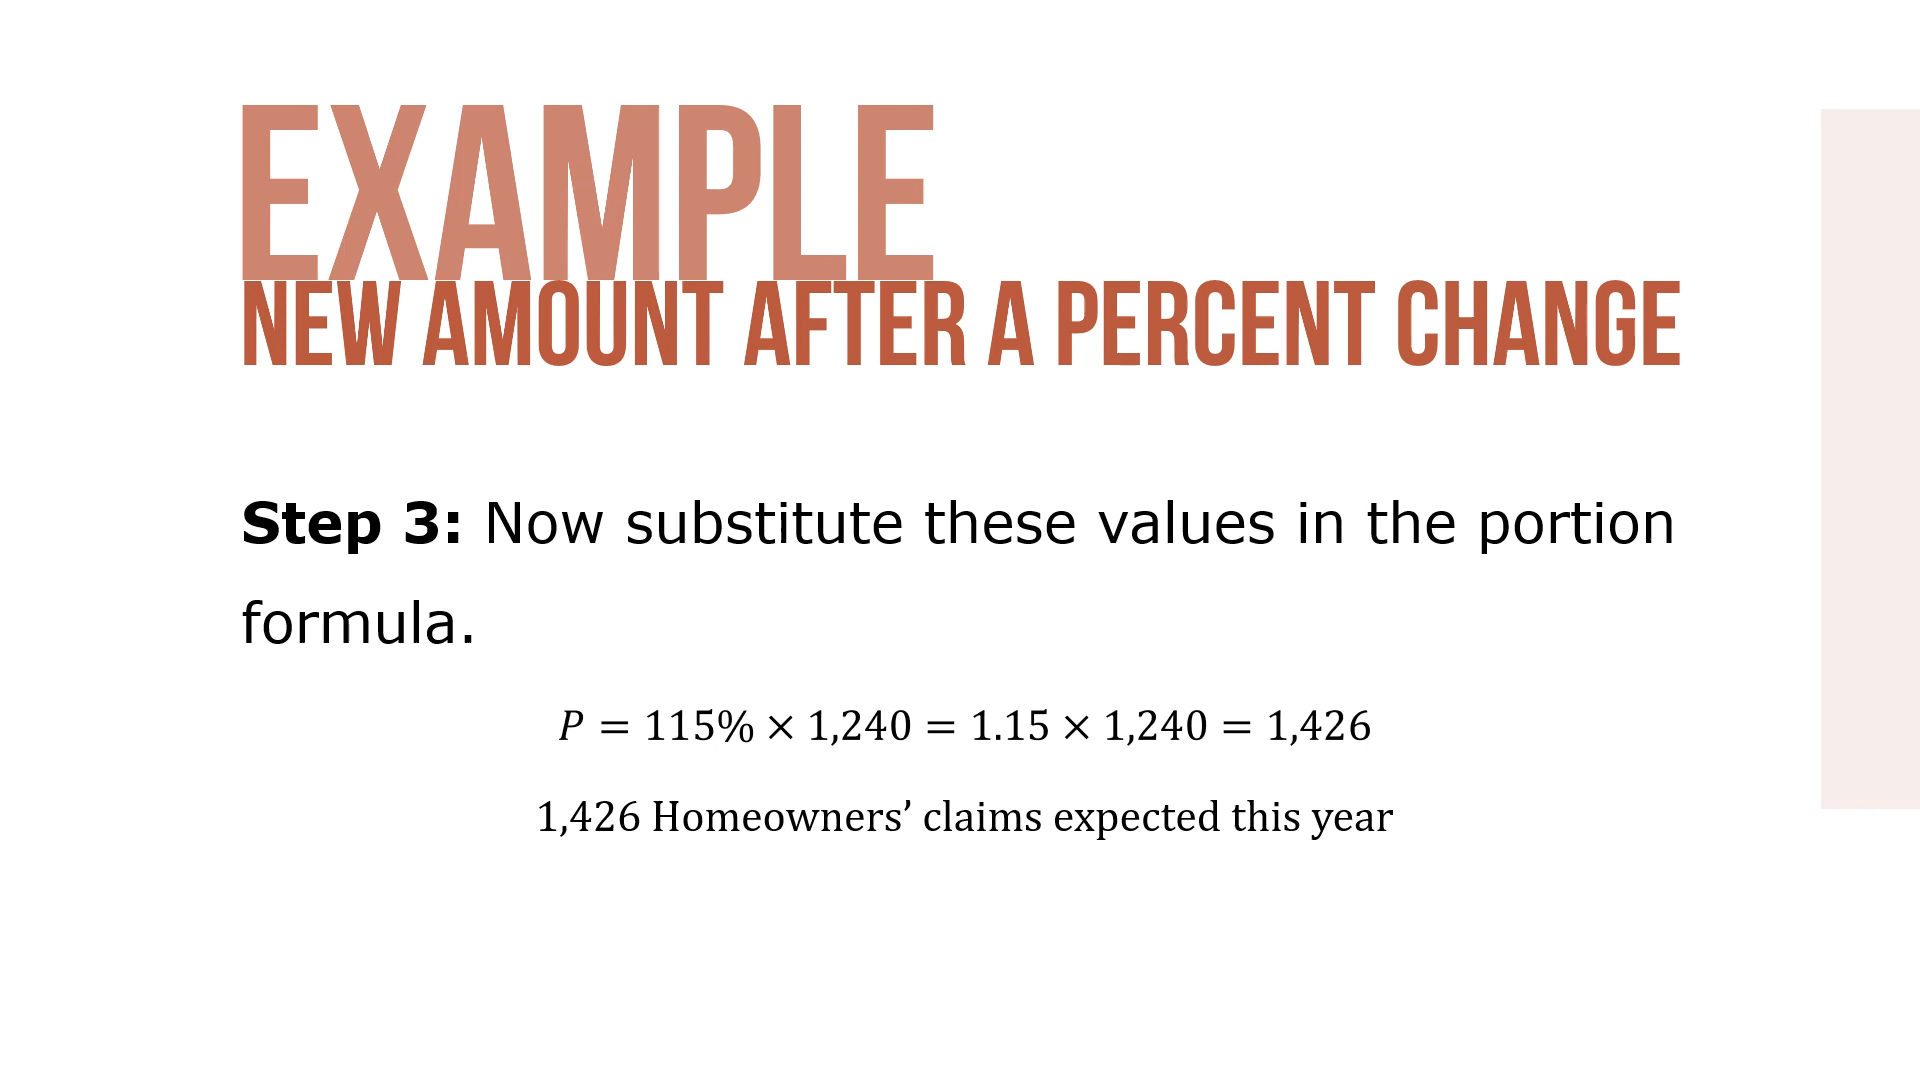 EXAMPLE
NEW AMOUNT AFTER A PERCENT CHANGE
Step 3: Now substitute these values in the portion
formula.
P = 115% × 1,240 = 1.15 × 1,240 = 1,426
1,426 Homeowners’ claims expected this year